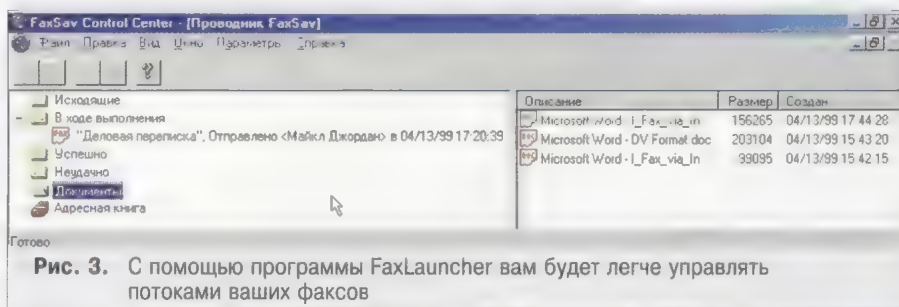 FaxSav Control Center - [Проводник FaxSav]
Файл Правка Вид Окно Параметры Справка
Исходящие
В ходе выполнения
"Деловая переписка", Отправлено <Майкл Джордан> в 04/13/99 17:20:39
Успешно
Неудачно
Документы
Адресная книга
Описание Размер Создан
Microsoft Word - I_Fax_via_In 156265 04/13/99 17 44 28
Microsoft Word - DV Format doc 203104 04/13/99 15 43 20
Microsoft Word - I_Fax_via_In 99095 04/13/99 15 42 15
Готово
Рис. 3. С помощью программы FaxLauncher вам будет легче управлять
потоками ваших факсов